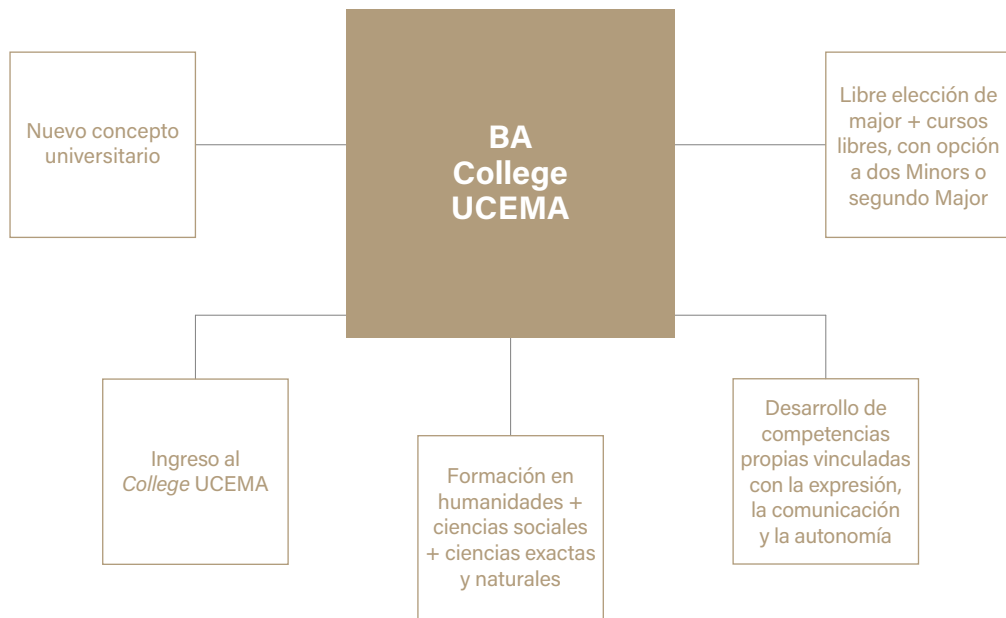 BA
College
UCEMA
Nuevo concepto
universitario
Libre elección de
major + cursos
libres, con opción
a dos Minors o
segundo Major
Ingreso al
College UCEMA
Formación en
humanidades +
ciencias sociales
+ ciencias exactas
y naturales
Desarrollo de
competencias
propias vinculadas
con la expresión,
la comunicación
y la autonomía